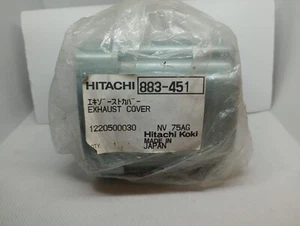 HITACHI 883-451
エキゾーストカバー
EXHAUST COVER
1220500030 NV 75AG
Hitachi Koki
QTY
MADE IN
JAPAN